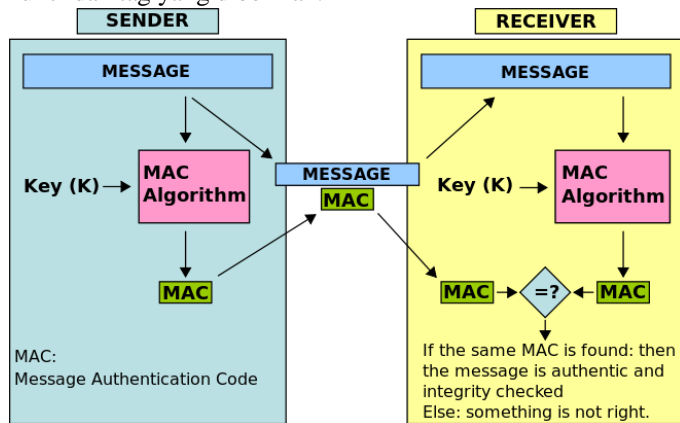 SENDER
RECEIVER
MESSAGE
MESSAGE
MESSAGE
MAC
Key (K)
MAC
Algorithm
Key (K)
MAC
Algorithm
MAC
MAC
=?
MAC
MAC:
Message Authentication Code
If the same MAC is found: then
the message is authentic and
integrity checked
Else: something is not right.